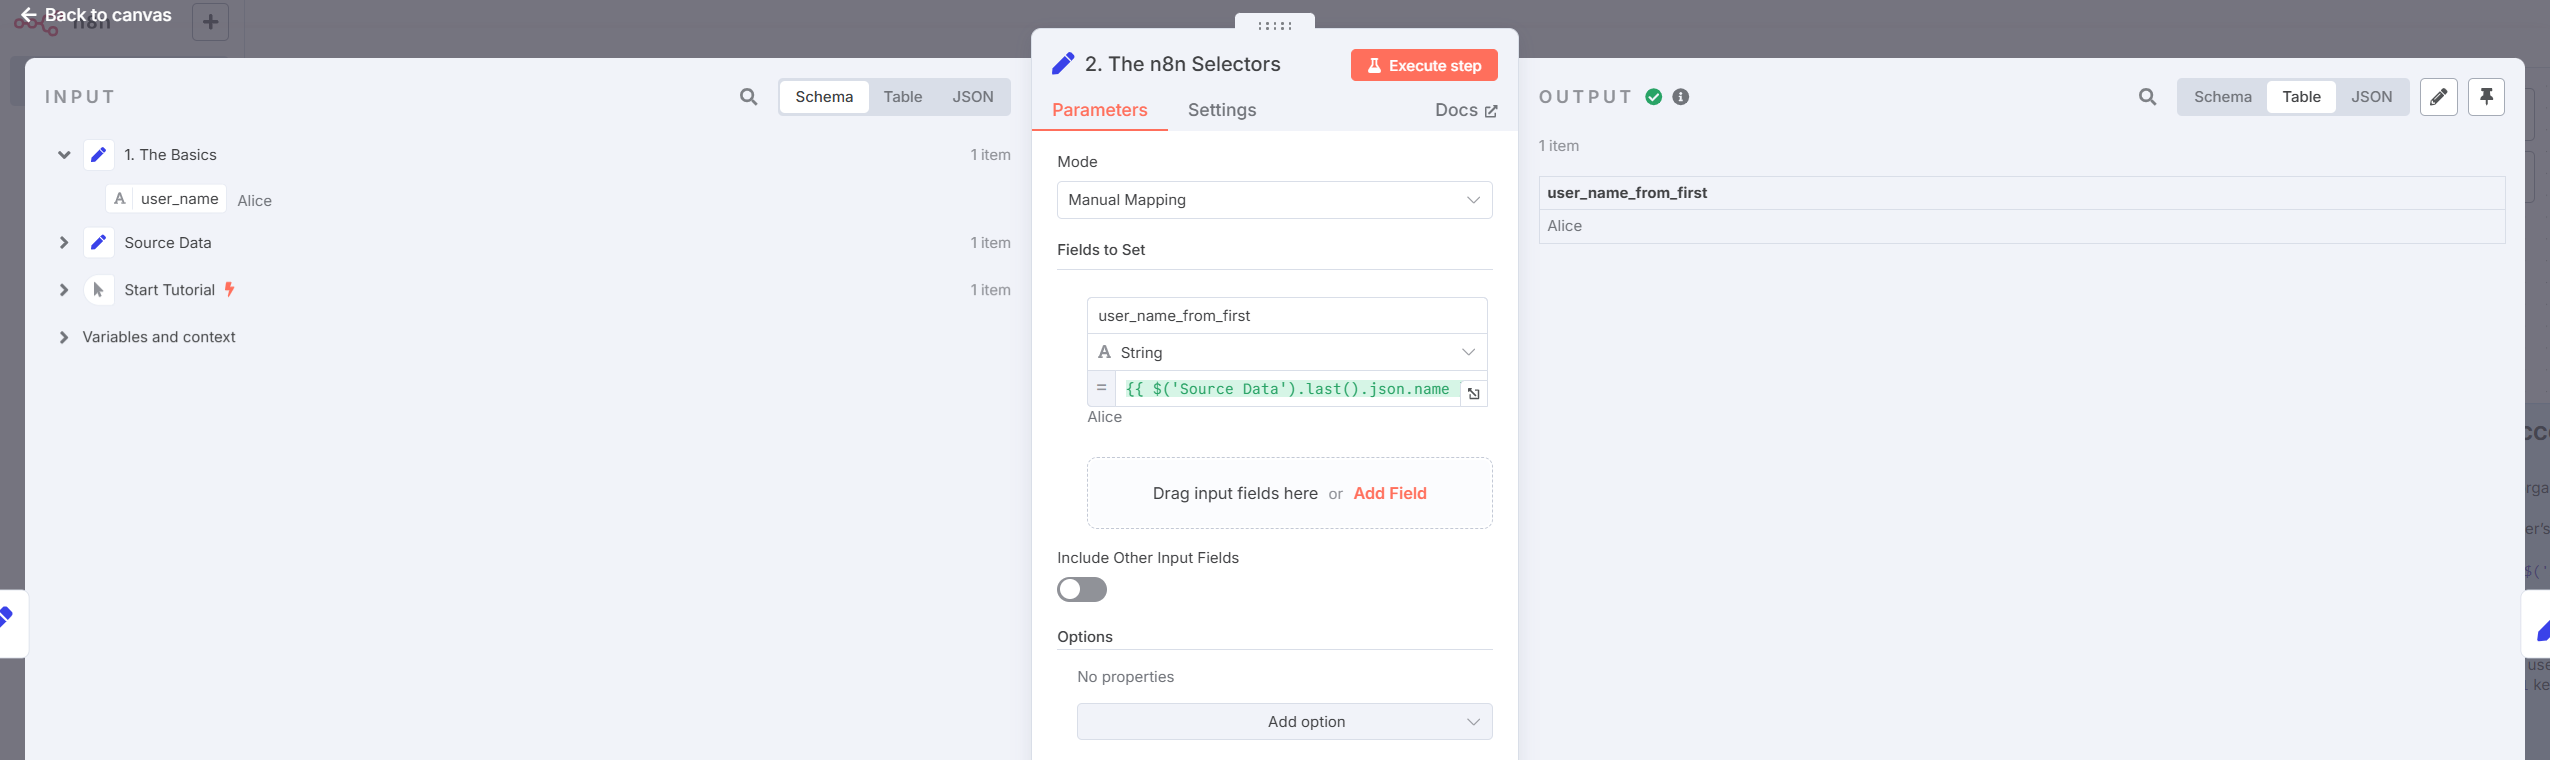 Back to canvas
n8n
INPUT
Schema
Table
JSON
1. The Basics
1 item
A user_name
Alice
Source Data
1 item
Start Tutorial
1 item
Variables and context
2. The n8n Selectors
Execute step
Parameters
Settings
Docs
Mode
Manual Mapping
Fields to Set
user_name_from_first
A String
= {{ $('Source Data').last().json.name
Alice
Drag input fields here or Add Field
Include Other Input Fields
Options
No properties
Add option
OUTPUT
Schema
Table
JSON
1 item
user_name_from_first
Alice